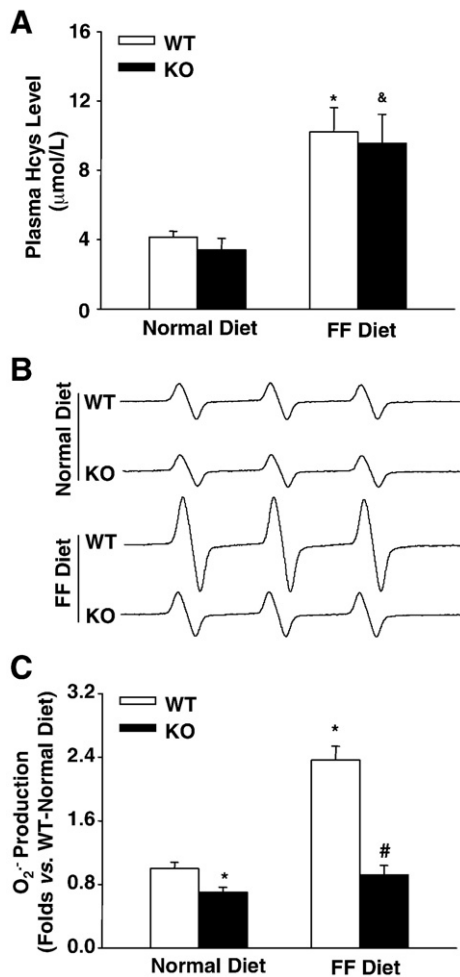 A
Plasma Hcys Level
(μmol/L)
16
12
8
4
0
WT
KO
*
&
Normal Diet
FF Diet
B
Normal Diet
WT
KO
FF Diet
WT
KO
C
O₂·⁻ Production
(Folds vs. WT-Normal Diet)
3.2
2.4
1.6
0.8
0.0
WT
KO
*
*
#
Normal Diet
FF Diet